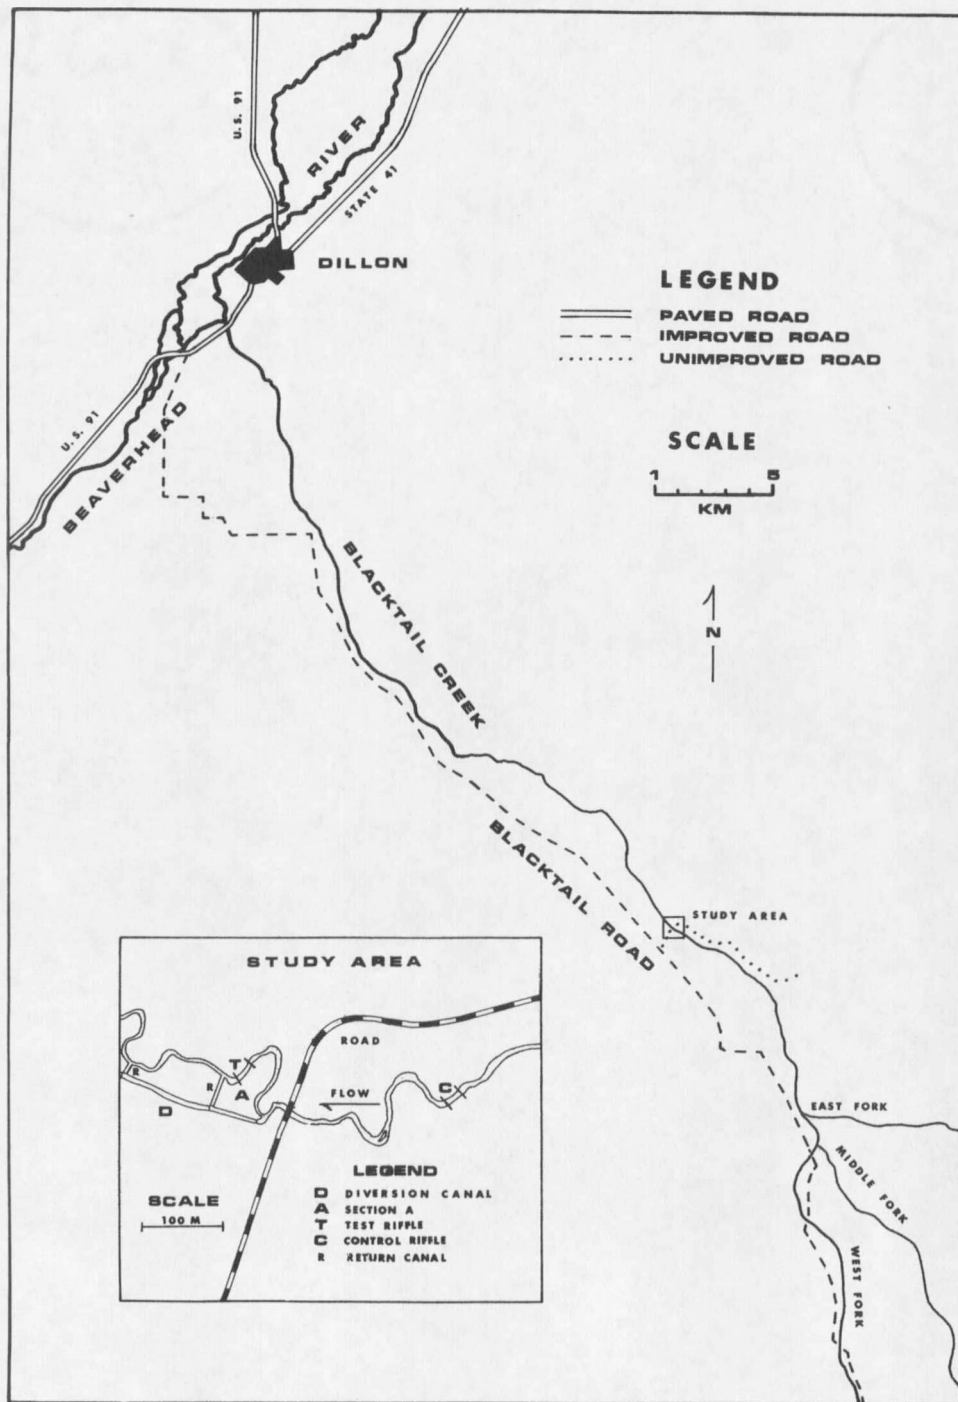 U.S. 91
RIVER
STATE 41
DILLON
LEGEND
PAVED ROAD
IMPROVED ROAD
UNIMPROVED ROAD
U.S. 91
BEAVERHEAD
SCALE
1 5
KM
N
BLACKTAIL CREEK
BLACKTAIL ROAD
STUDY AREA
EAST FORK
MIDDLE FORK
WEST FORK
STUDY AREA
ROAD
T
R
R
A
D
FLOW
C
LEGEND
D DIVERSION CANAL
A SECTION A
T TEST RIFFLE
C CONTROL RIFFLE
R RETURN CANAL
SCALE
100 M